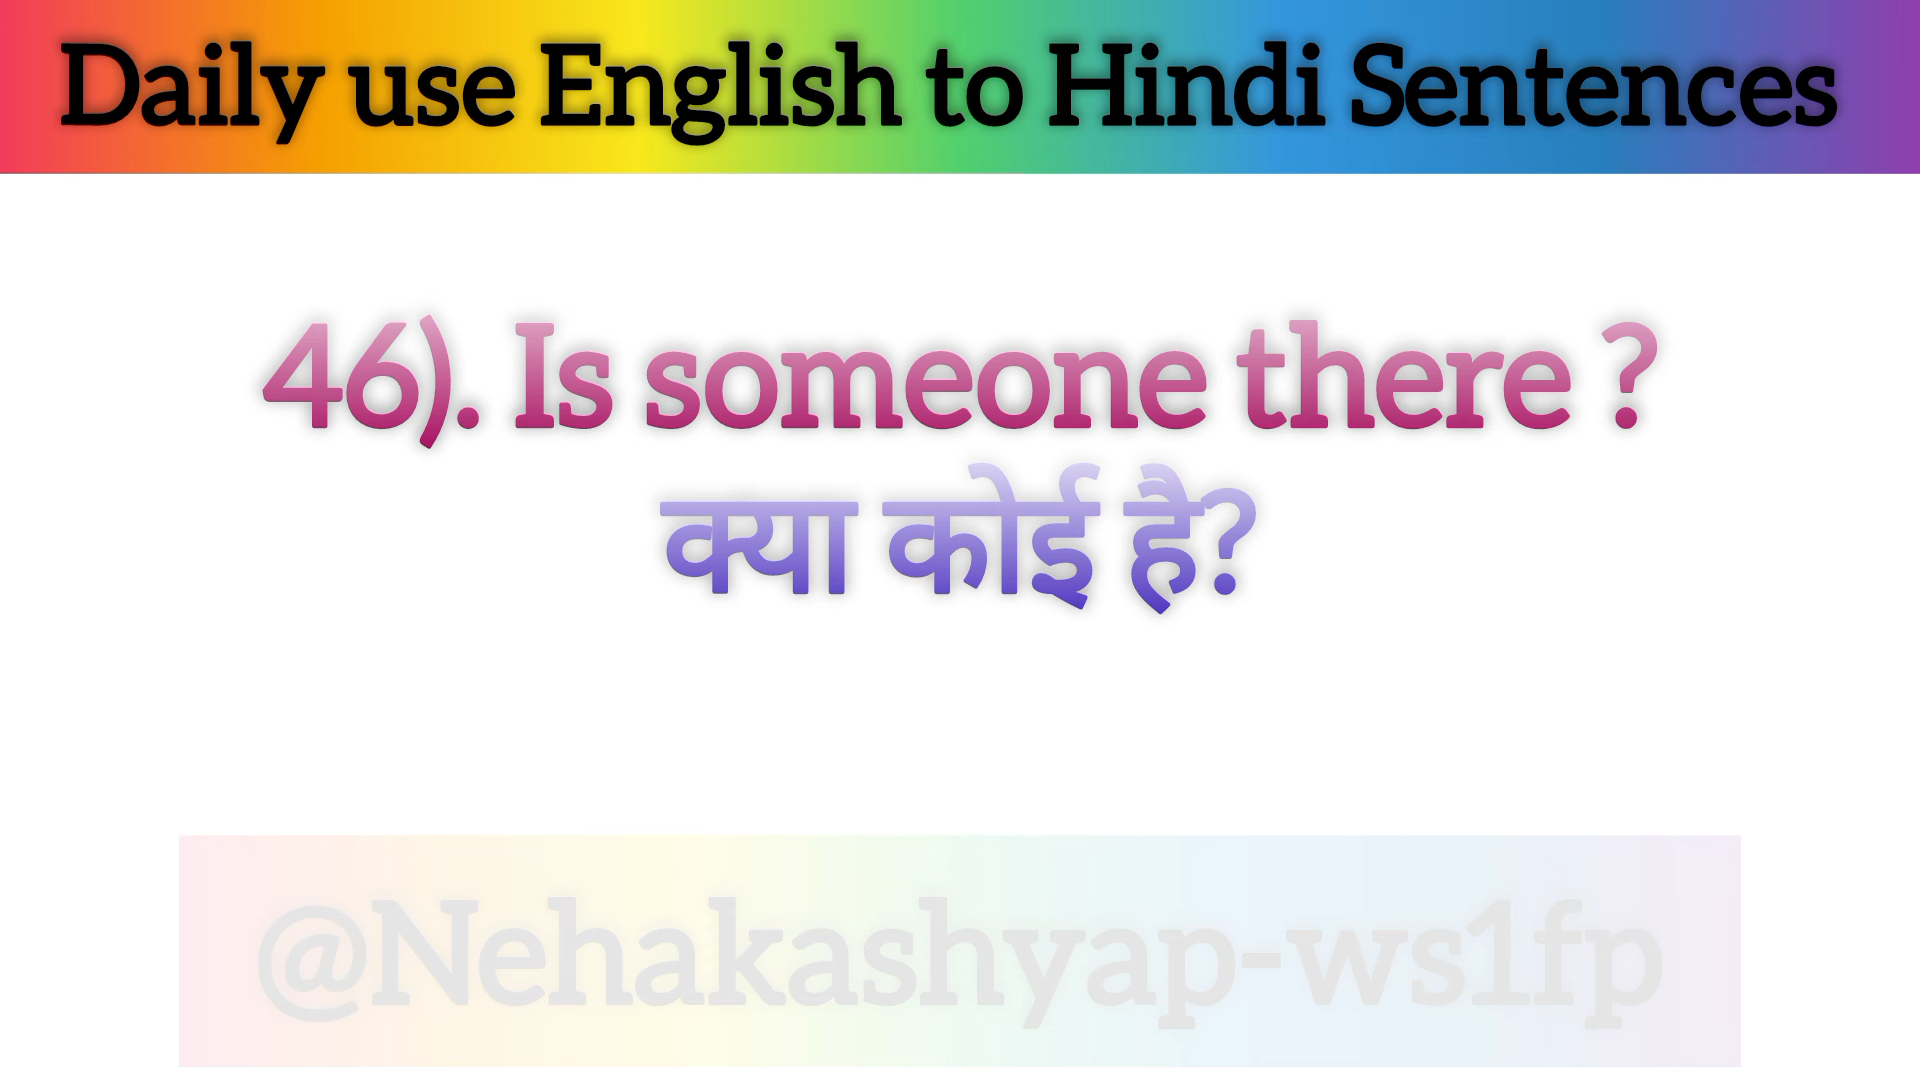 Daily use English to Hindi Sentences
46). Is someone there ?
क्या कोई है?
@Nehakashyap-ws1fp